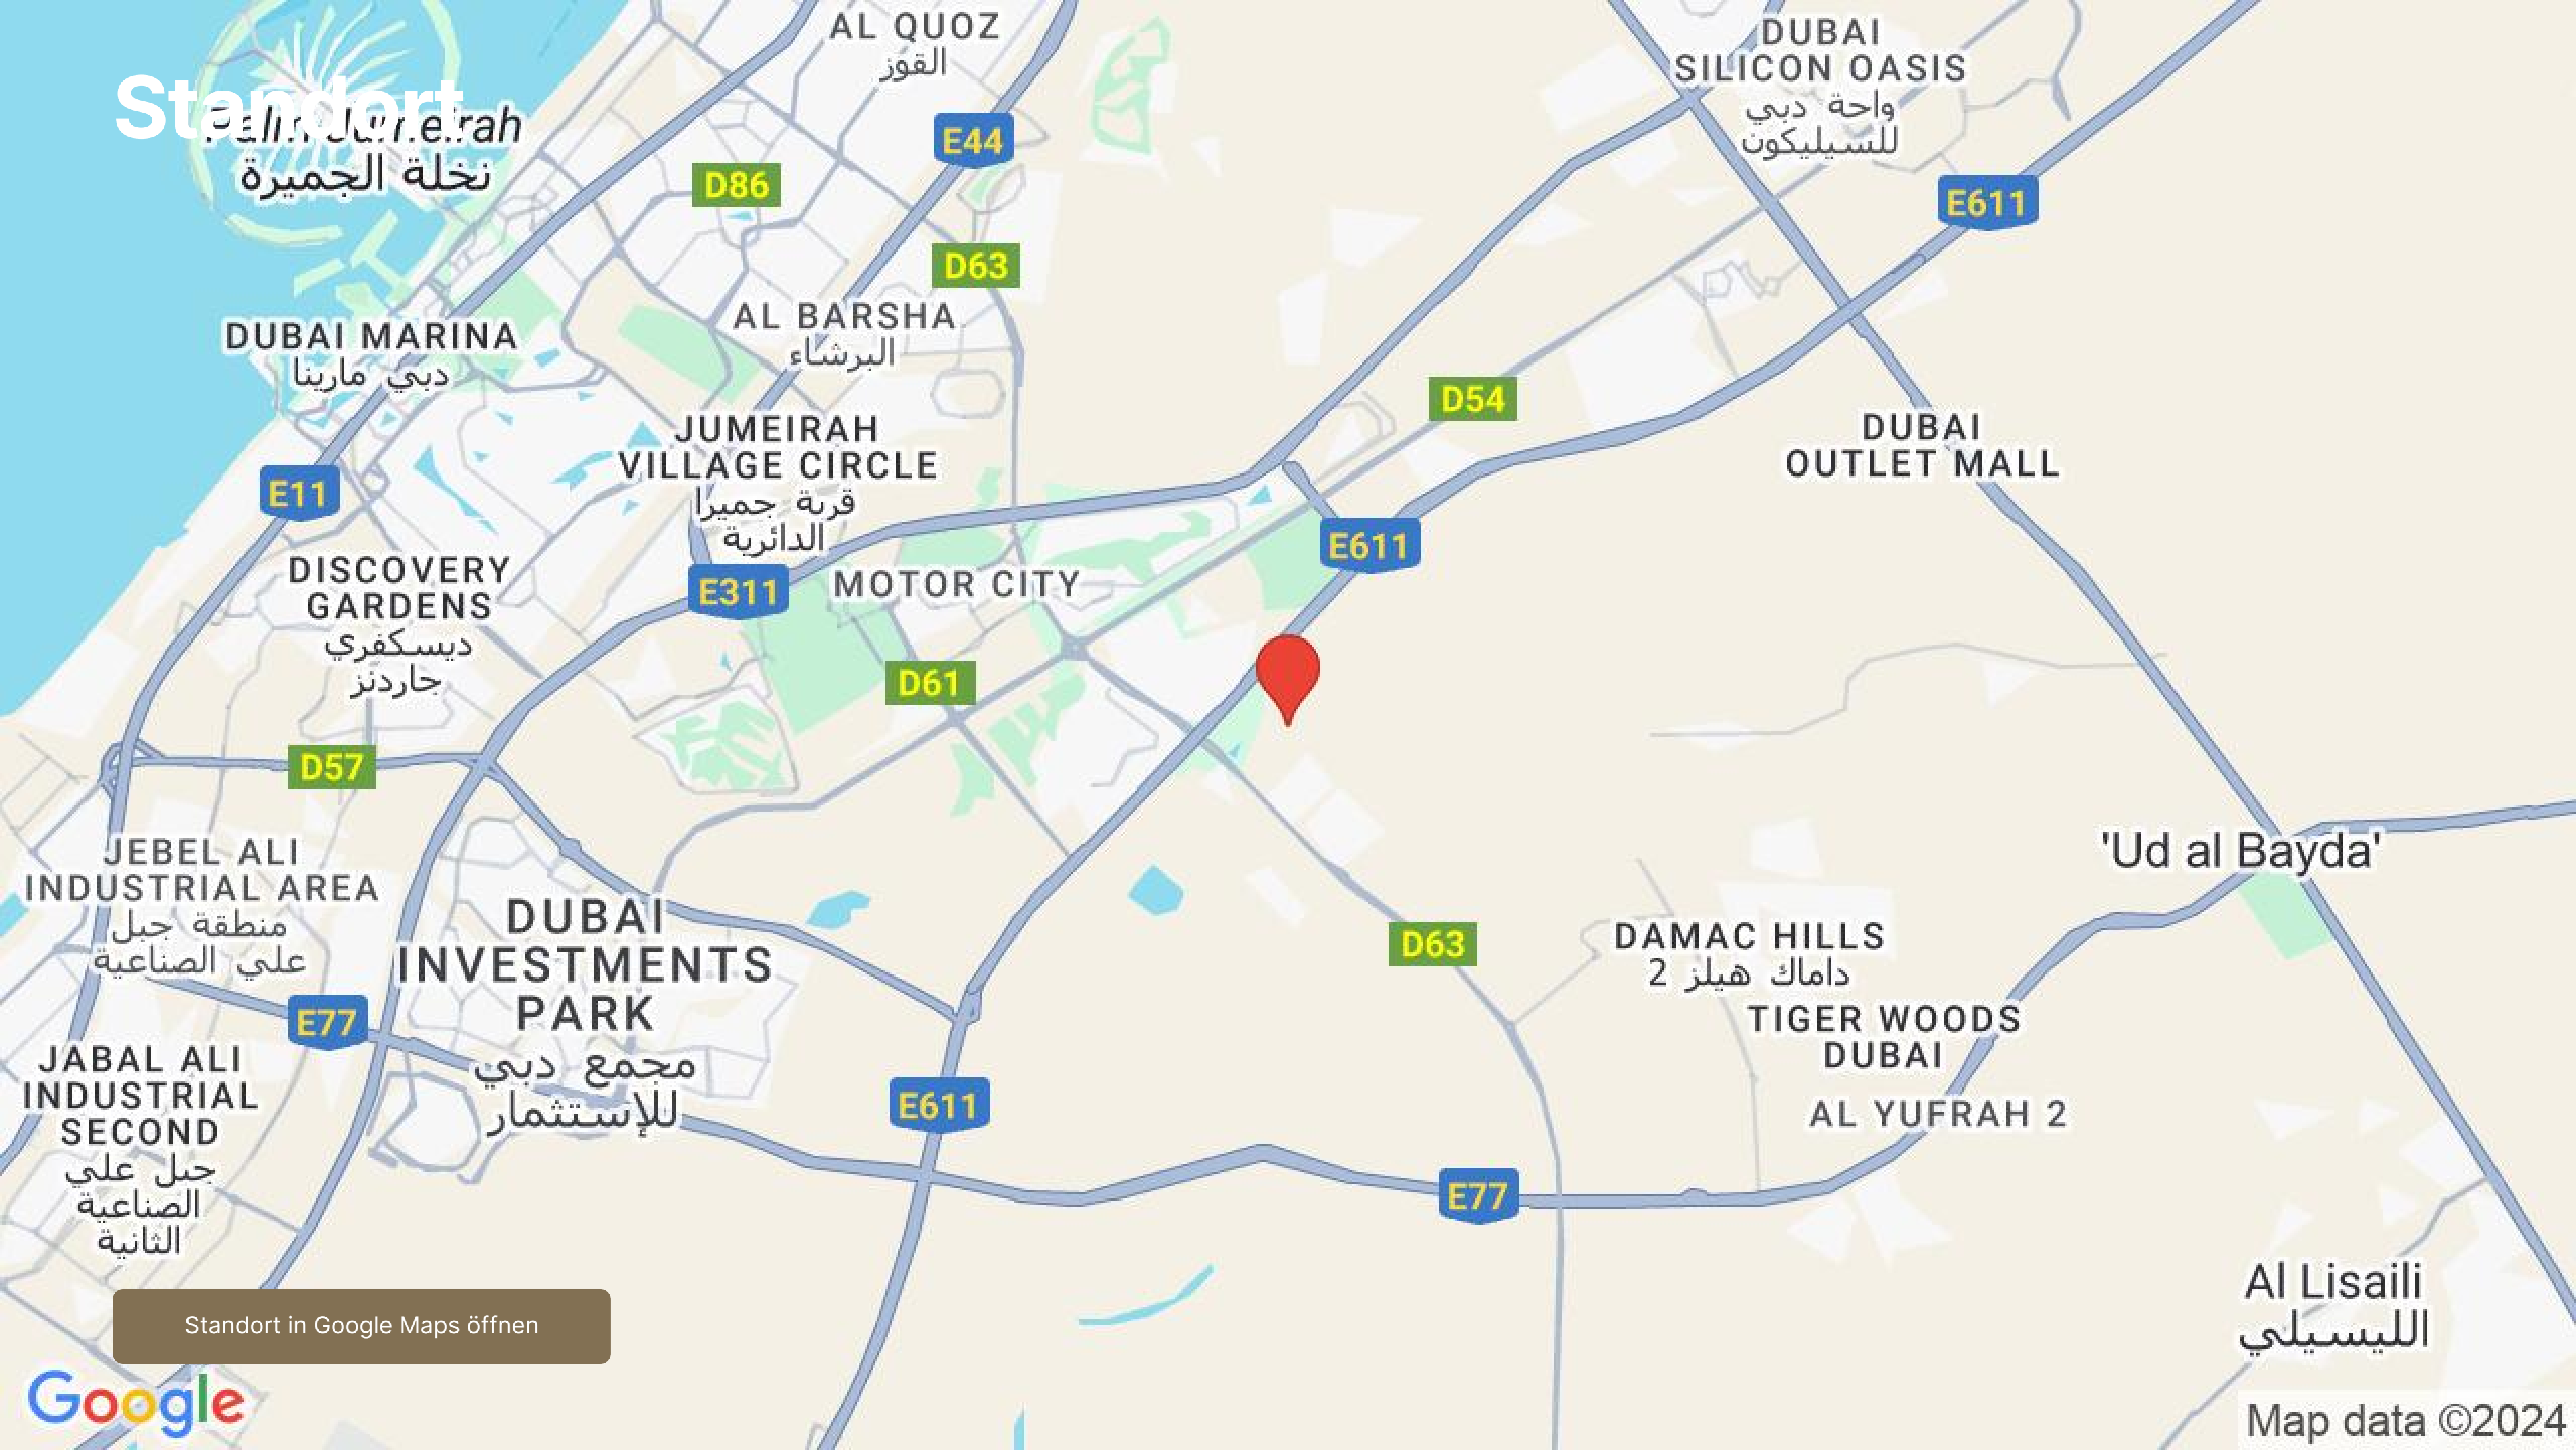 Standort
Palm Jumeirah
نخلة الجميرة
AL QUOZ
القوز
DUBAI
SILICON OASIS
واحة دبي
للسيليكون
E44
D86
E611
D63
AL BARSHA
البرشاء
DUBAI MARINA
دبي مارينا
D54
JUMEIRAH
VILLAGE CIRCLE
قرية جميرا
الدائرية
DUBAI
OUTLET MALL
E11
E611
DISCOVERY
GARDENS
ديسكفري
جاردنز
E311
MOTOR CITY
D61
D57
JEBEL ALI
INDUSTRIAL AREA
منطقة جبل
علي الصناعية
'Ud al Bayda'
DUBAI
INVESTMENTS
PARK
مجمع دبي
للإستثمار
D63
DAMAC HILLS
داماك هيلز 2
TIGER WOODS
DUBAI
AL YUFRAH 2
E77
JABAL ALI
INDUSTRIAL
SECOND
جبل علي
الصناعية
الثانية
E611
E77
Al Lisaili
الليسيلي
Standort in Google Maps öffnen
Google
Map data ©2024